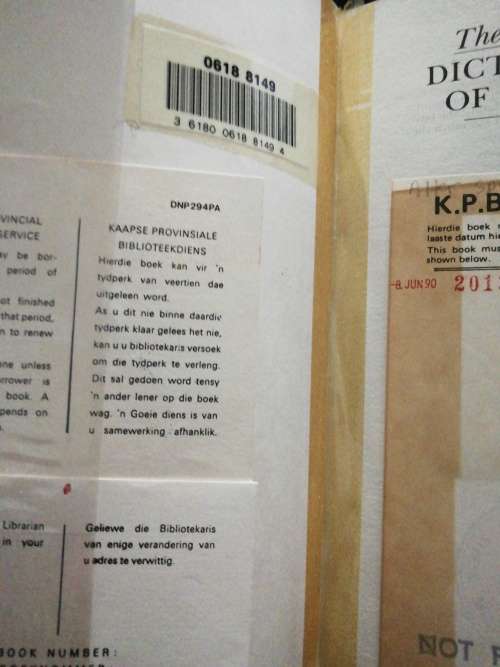 0618 8149
3 6180 0618 8149 4
DNP294PA
VINCIAL
SERVICE
ay be bor-
period of
ot finished
that period,
n to renew
ne unless
rrower is
book. A
pends on
KAAPSE PROVINSIALE
BIBLIOTEEKDIENS
Hierdie boek kan vir 'n
tydperk van veertien dae
uitgeleen word.
As u dit nie binne daardie
tydperk klaar gelees het nie,
kan u u bibliotekaris versoek
om die tydperk te verleng.
Dit sal gedoen word tensy
'n ander lener op die boek
wag. 'n Goeie diens is van
u samewerking afhanklik.
Librarian
in your
Geliewe die Bibliotekaris
van enige verandering van
u adres te verwittig.
BOOK NUMBER:
The
DICT
OF
K.P.B
Hierdie boek
laaste datum hie
This book mus
shown below.
-8. JUN 90 201
NOT